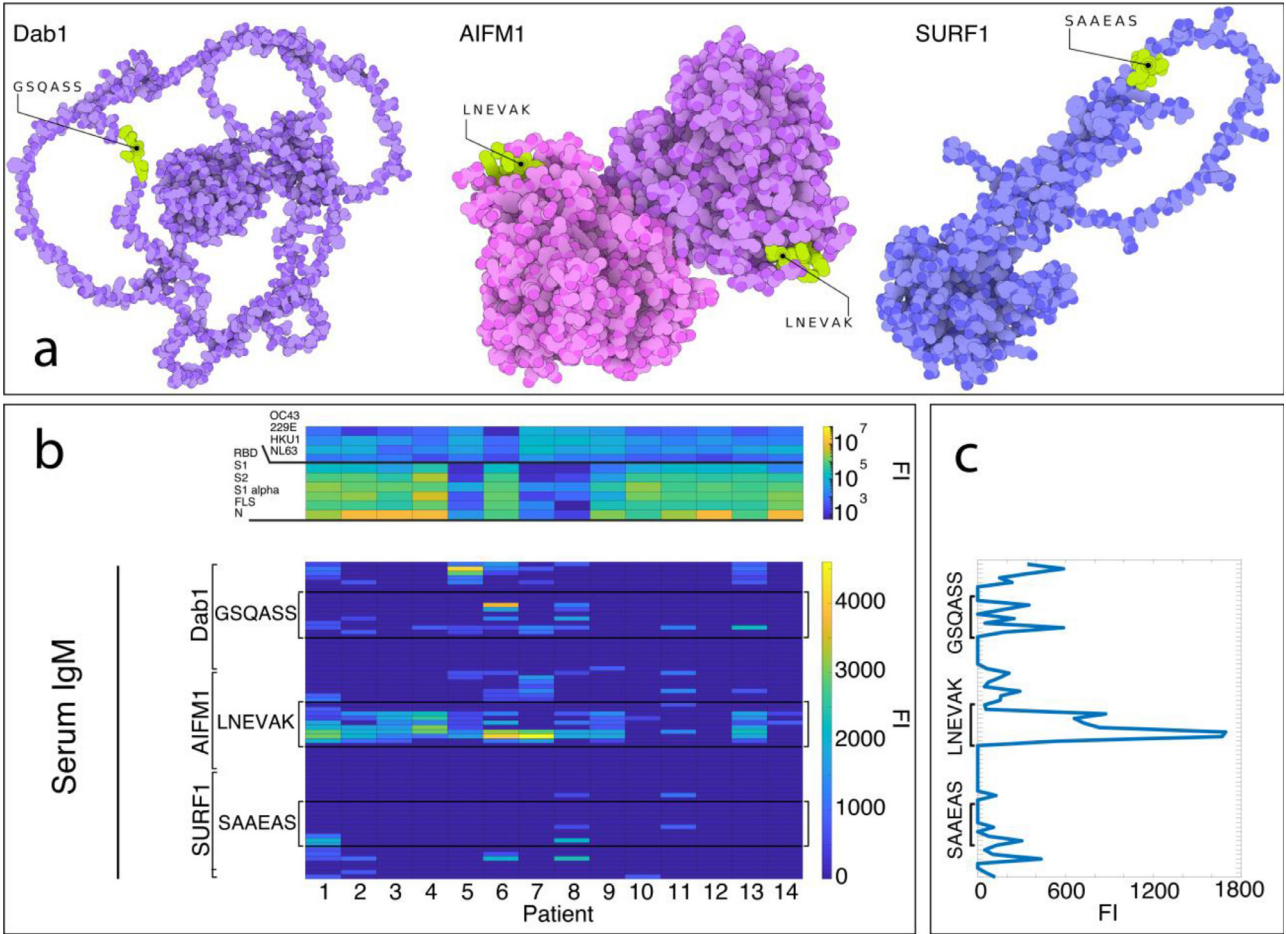 Dab1
GSQASS
AIFM1
LNEVAK
LNEVAK
SURF1
SAAEAS
a
b
OC43
229E
HKU1
NL63
RBD
S1
S2
S1 alpha
FLS
N
10^7
10^5
10^3
FI
Serum IgM
Dab1
GSQASS
AIFM1
LNEVAK
SURF1
SAAEAS
4000
3000
2000
1000
0
FI
1 2 3 4 5 6 7 8 9 10 11 12 13 14
Patient
c
GSQASS
LNEVAK
SAAEAS
0 600 1200 1800
FI